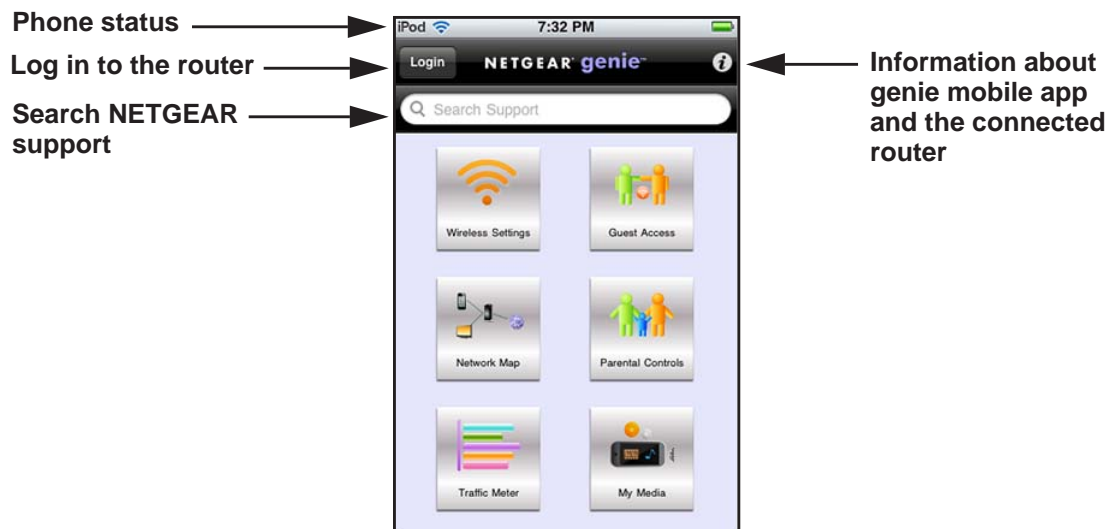 Phone status
Log in to the router
Search NETGEAR
support
iPod 7:32 PM
Login NETGEAR genie™
Search Support
Information about
genie mobile app
and the connected
router
Wireless Settings Guest Access
Network Map Parental Controls
Traffic Meter My Media